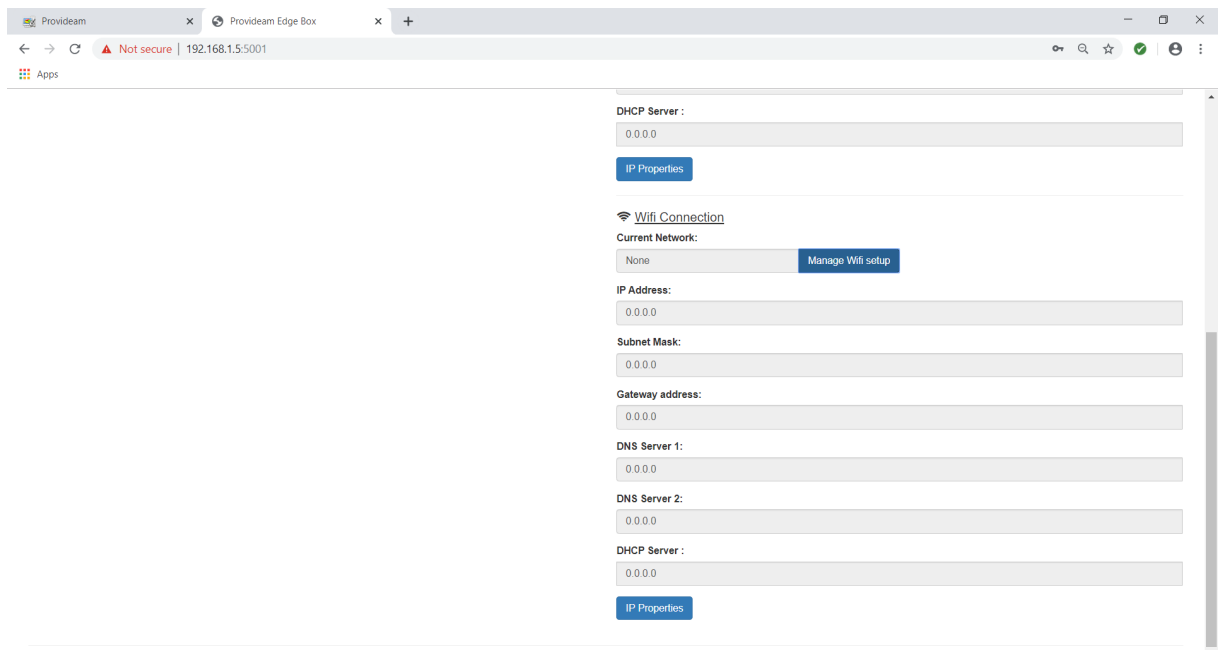 Provideam
Provideam Edge Box
Not secure | 192.168.1.5:5001
Apps
DHCP Server :
0.0.0.0
IP Properties
Wifi Connection
Current Network:
None
Manage Wifi setup
IP Address:
0.0.0.0
Subnet Mask:
0.0.0.0
Gateway address:
0.0.0.0
DNS Server 1:
0.0.0.0
DNS Server 2:
0.0.0.0
DHCP Server :
0.0.0.0
IP Properties